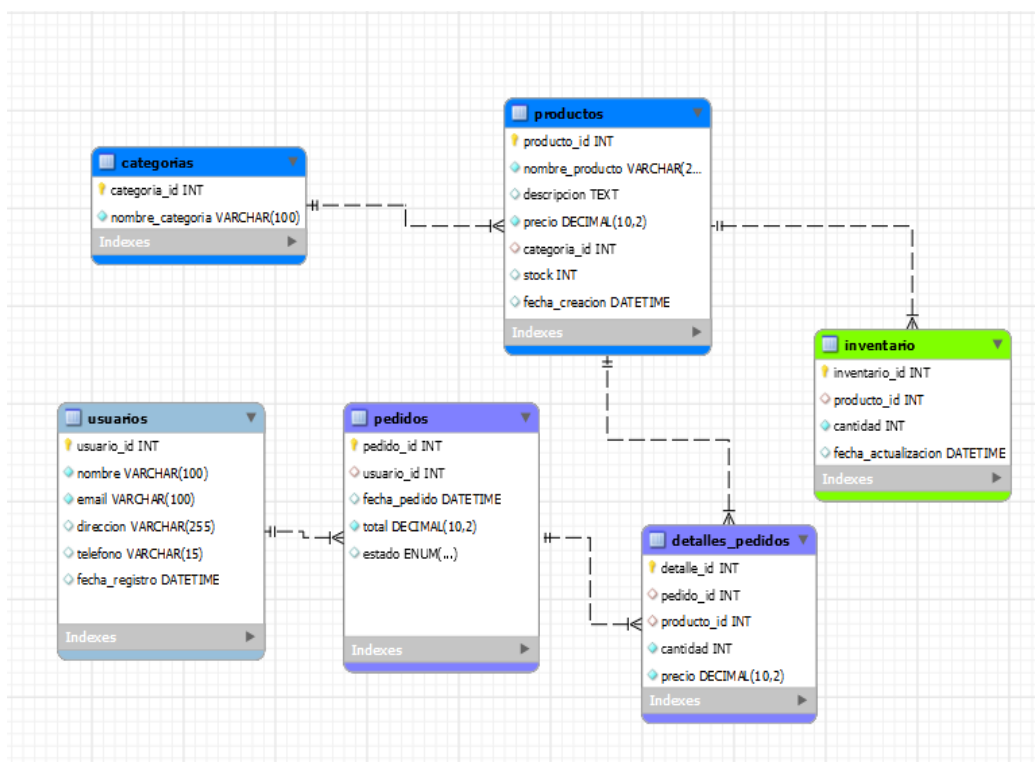 categorias
categoria_id INT
nombre_categoria VARCHAR(100)
Indexes
productos
producto_id INT
nombre_producto VARCHAR(2...
descripcion TEXT
precio DECIMAL(10,2)
categoria_id INT
stock INT
fecha_creacion DATETIME
Indexes
inventario
inventario_id INT
producto_id INT
cantidad INT
fecha_actualizacion DATETIME
Indexes
usuarios
usuario_id INT
nombre VARCHAR(100)
email VARCHAR(100)
direccion VARCHAR(255)
telefono VARCHAR(15)
fecha_registro DATETIME
Indexes
pedidos
pedido_id INT
usuario_id INT
fecha_pedido DATETIME
total DECIMAL(10,2)
estado ENUM(...)
Indexes
detalles_pedidos
detalle_id INT
pedido_id INT
producto_id INT
cantidad INT
precio DECIMAL(10,2)
Indexes